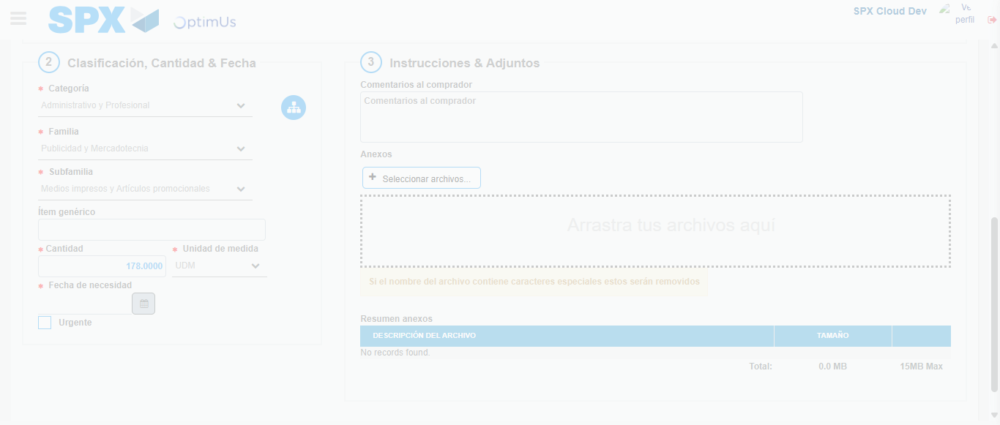 SPX
OptimUs
SPX Cloud Dev
perfil
2 Clasificación, Cantidad & Fecha
* Categoría
Administrativo y Profesional
* Familia
Publicidad y Mercadotecnia
* Subfamilia
Medios impresos y Artículos promocionales
Ítem genérico
* Cantidad
* Unidad de medida
178.0000
UDM
* Fecha de necesidad
Urgente
3 Instrucciones & Adjuntos
Comentarios al comprador
Comentarios al comprador
Anexos
+ Seleccionar archivos...
Arrastra tus archivos aquí
Si el nombre del archivo contiene caracteres especiales estos serán removidos
Resumen anexos
DESCRIPCIÓN DEL ARCHIVO TAMAÑO
No records found.
Total: 0.0 MB 15MB Max